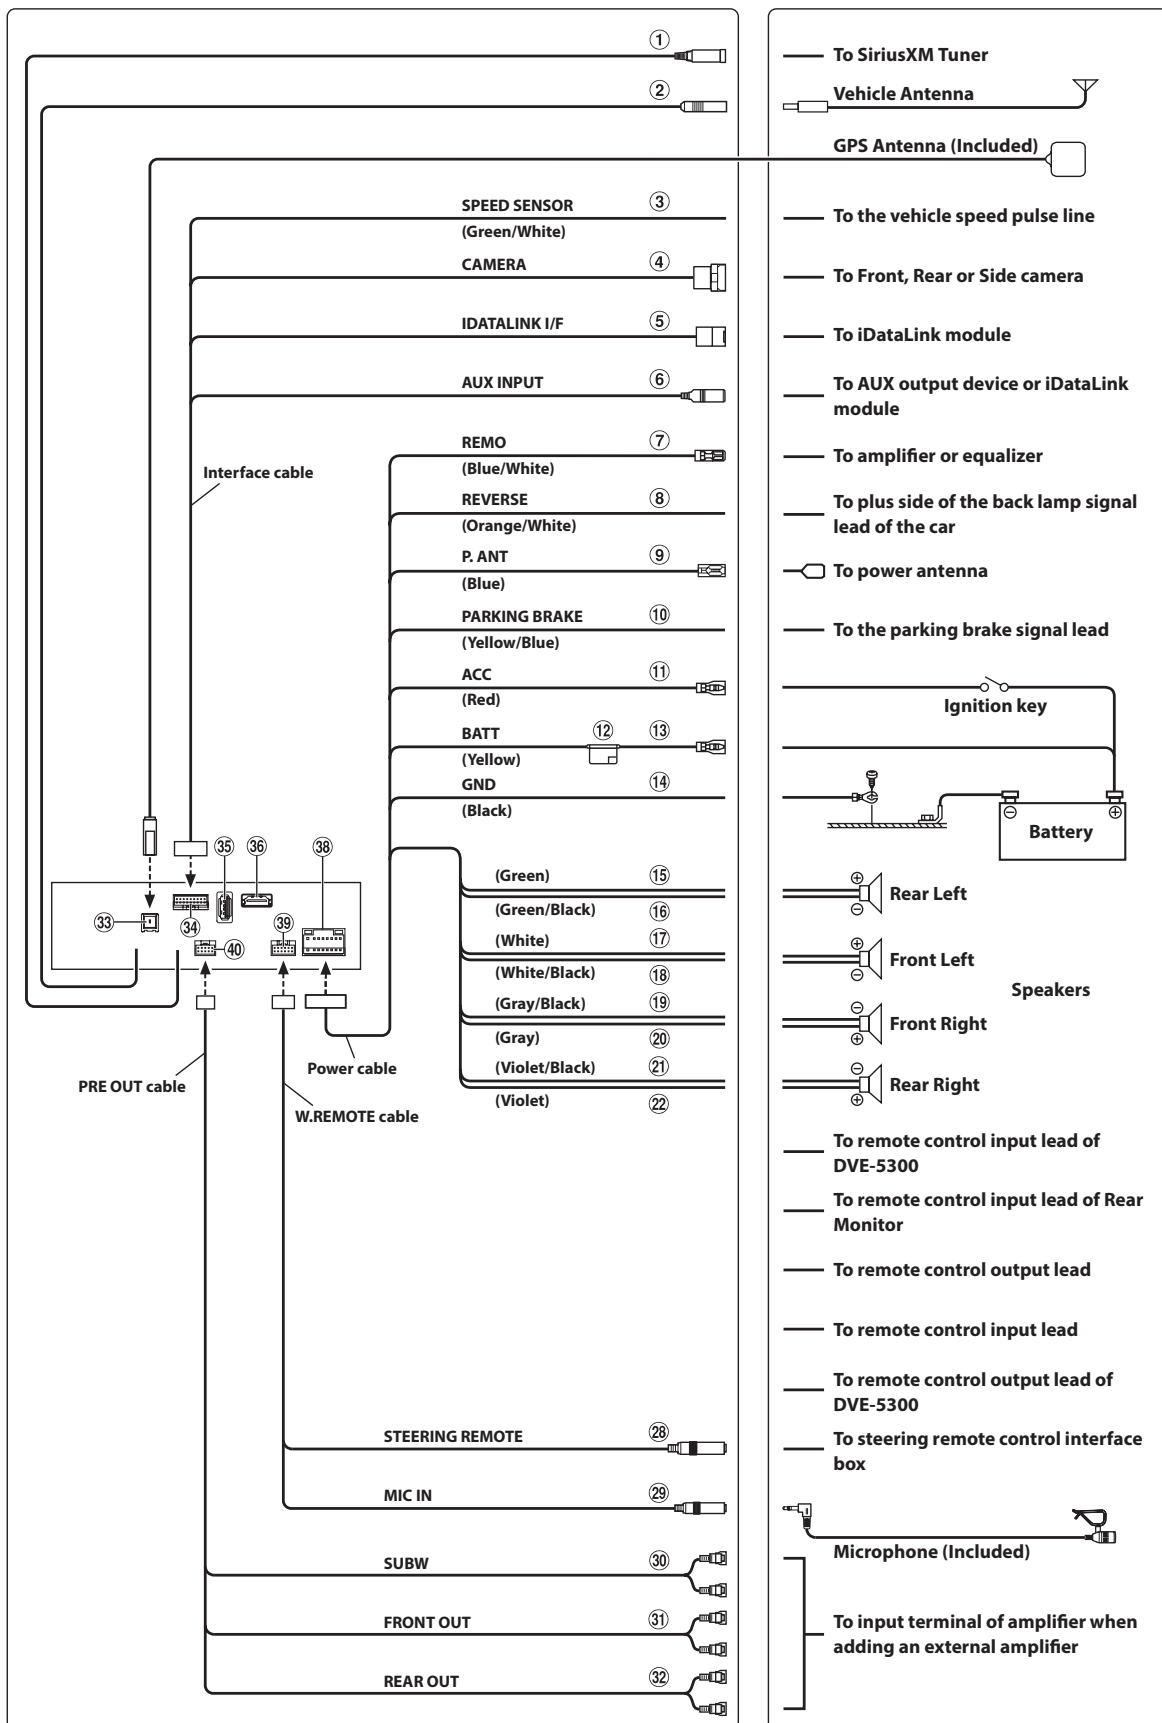 ①
To SiriusXM Tuner
②
Vehicle Antenna
GPS Antenna (Included)
SPEED SENSOR ③
(Green/White)
To the vehicle speed pulse line
CAMERA ④
To Front, Rear or Side camera
IDATALINK I/F ⑤
To iDataLink module
AUX INPUT ⑥
To AUX output device or iDataLink
module
REMO ⑦
(Blue/White)
To amplifier or equalizer
Interface cable
REVERSE ⑧
(Orange/White)
To plus side of the back lamp signal
lead of the car
P. ANT ⑨
(Blue)
To power antenna
PARKING BRAKE ⑩
(Yellow/Blue)
To the parking brake signal lead
ACC ⑪
(Red)
Ignition key
BATT ⑫ ⑬
(Yellow)
GND ⑭
(Black)
⊖ ⊕
Battery
㉟ ㊱ ㊳
㉝ ㉞ ㊴ ㊵
(Green) ⑮
(Green/Black) ⑯
⊕
⊖
Rear Left
(White) ⑰
(White/Black) ⑱
⊕
⊖
Front Left
Speakers
(Gray/Black) ⑲
(Gray) ⑳
⊖
⊕
Front Right
(Violet/Black) ㉑
(Violet) ㉒
⊖
⊕
Rear Right
Power cable
PRE OUT cable
W.REMOTE cable
To remote control input lead of
DVE-5300
To remote control input lead of Rear
Monitor
To remote control output lead
To remote control input lead
To remote control output lead of
DVE-5300
STEERING REMOTE ㉘
To steering remote control interface
box
MIC IN ㉙
Microphone (Included)
SUBW ㉚
FRONT OUT ㉛
To input terminal of amplifier when
adding an external amplifier
REAR OUT ㉜